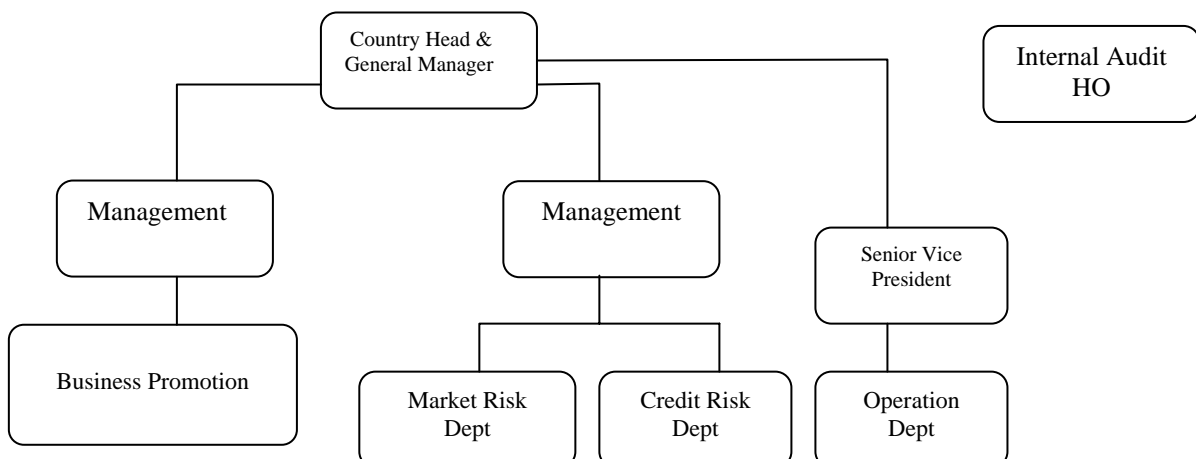 Country Head &
General Manager
Internal Audit
HO
Management
Management
Senior Vice
President
Business Promotion
Market Risk
Dept
Credit Risk
Dept
Operation
Dept